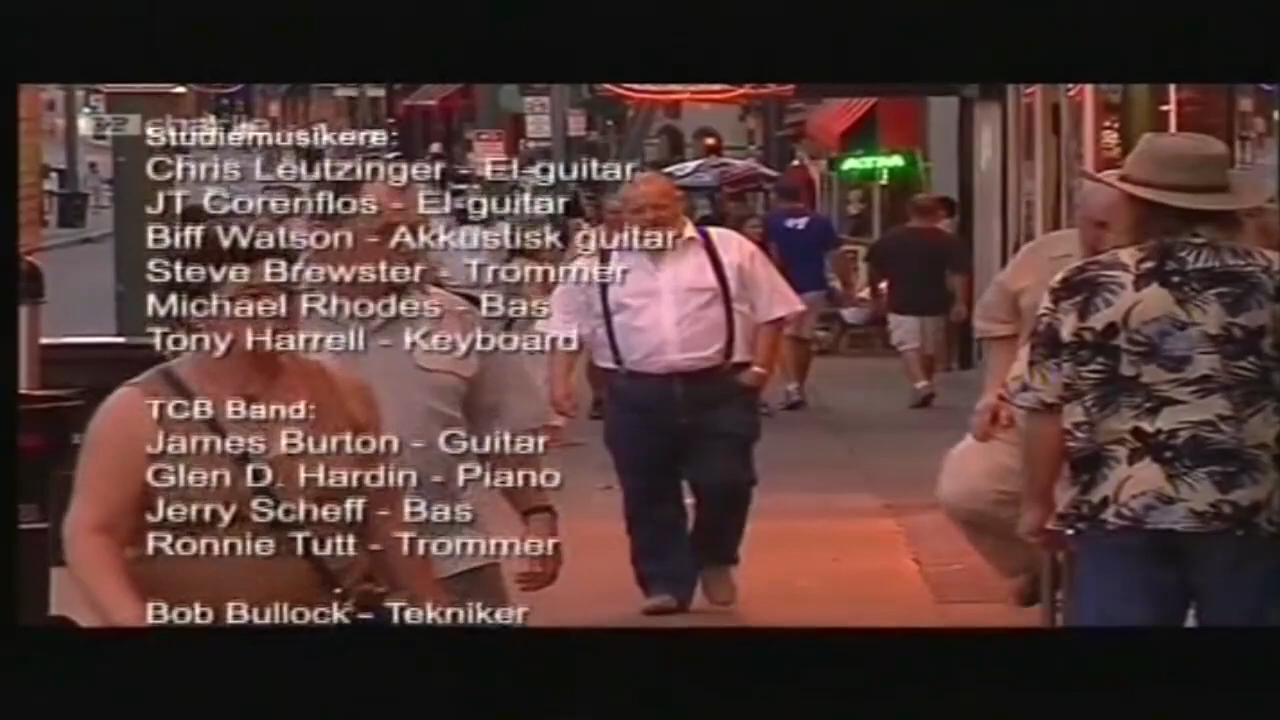 Studiemusikere:
Chris Leutzinger - El-guitar
JT Corenflos - El-guitar
Biff Watson - Akkustisk guitar
Steve Brewster - Trommer
Michael Rhodes - Bas
Tony Harrell - Keyboard
TCB Band:
James Burton - Guitar
Glen D. Hardin - Piano
Jerry Scheff - Bas
Ronnie Tutt - Trommer
Bob Bullock - Tekniker